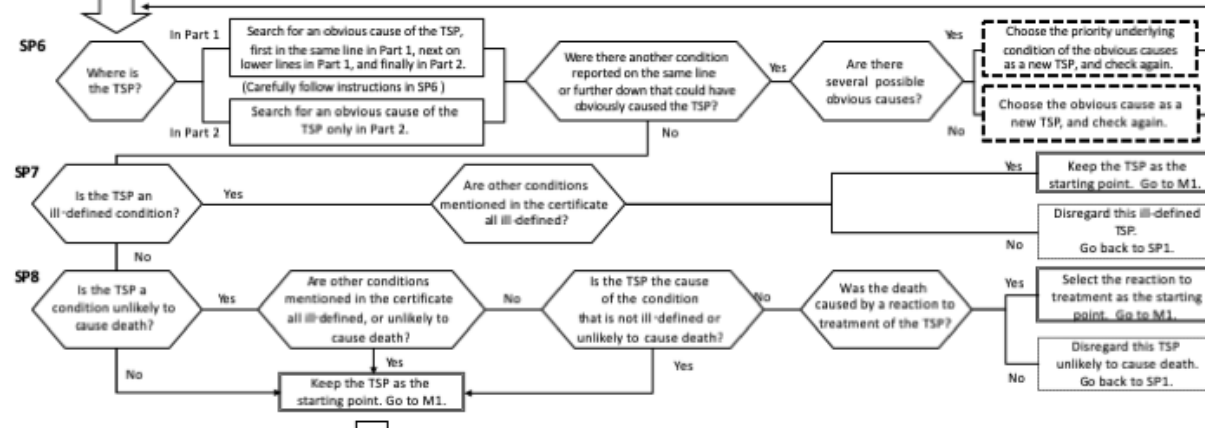 SP6
Where is
the TSP?
In Part 1
Search for an obvious cause of the TSP,
first in the same line in Part 1, next on
lower lines in Part 1, and finally in Part 2.
(Carefully follow instructions in SP6 )
In Part 2
Search for an obvious cause of the
TSP only in Part 2.
Were there another condition
reported on the same line
or further down that could have
obviously caused the TSP?
Yes
No
Are there
several possible
obvious causes?
Yes
Choose the priority underlying
condition of the obvious causes
as a new TSP, and check again.
No
Choose the obvious cause as a
new TSP, and check again.
SP7
Is the TSP an
ill-defined condition?
Yes
No
Are other conditions
mentioned in the certificate
all ill-defined?
Yes
Keep the TSP as the
starting point. Go to M1.
No
Disregard this ill-defined
TSP.
Go back to SP1.
SP8
Is the TSP a
condition unlikely to
cause death?
Yes
No
Are other conditions
mentioned in the certificate
all ill-defined, or unlikely to
cause death?
No
Yes
Is the TSP the cause
of the condition
that is not ill-defined or
unlikely to cause death?
No
Yes
Was the death
caused by a reaction to
treatment of the TSP?
Yes
Select the reaction to
treatment as the starting
point. Go to M1.
No
Disregard this TSP
unlikely to cause death.
Go back to SP1.
Keep the TSP as the
starting point. Go to M1.